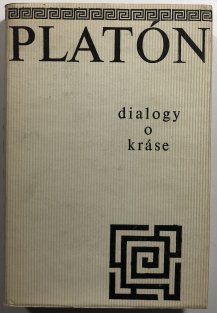 PLATÓN
dialogy
o
kráse